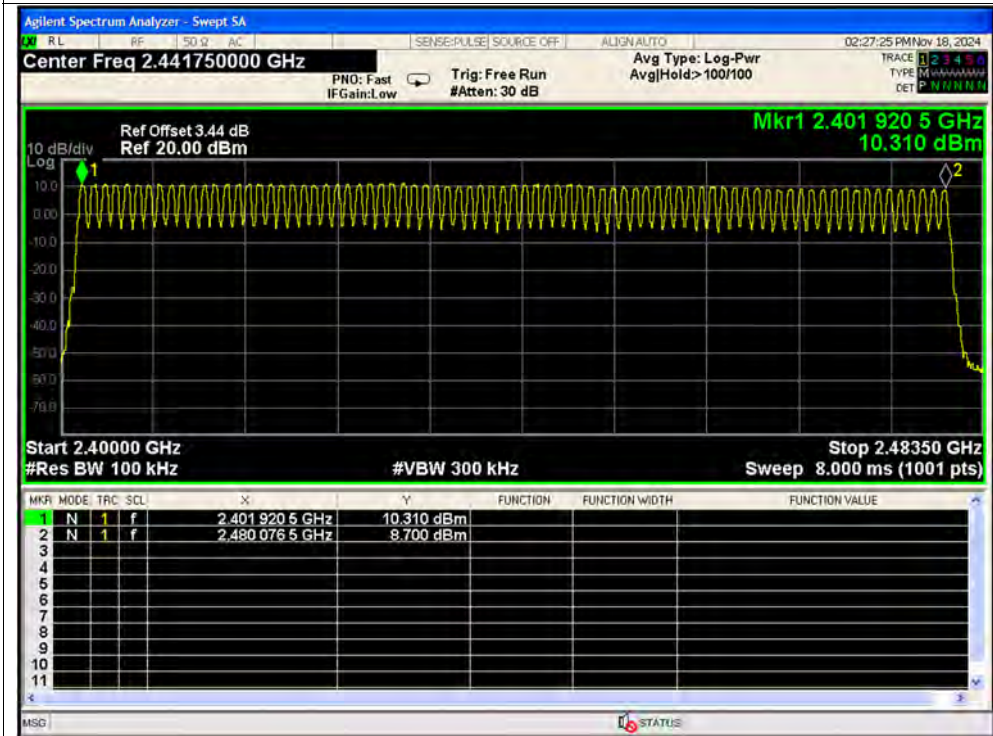 Agilent Spectrum Analyzer - Swept SA
RL RF 50 Ω AC SENSE:PULSE SOURCE OFF ALIGN AUTO 02:27:25 PM Nov 18, 2024
Center Freq 2.441750000 GHz Avg Type: Log-Pwr TRACE 1 2 3 4 5 6
PNO: Fast Trig: Free Run Avg|Hold:>100/100 TYPE M
IFGain:Low #Atten: 30 dB DET P N N N N N
Mkr1 2.401 920 5 GHz
10.310 dBm
Ref Offset 3.44 dB
10 dB/div Ref 20.00 dBm
Log
1
2
10.0
0.00
-10.0
-20.0
-30.0
-40.0
-50.0
-60.0
-70.0
Start 2.40000 GHz Stop 2.48350 GHz
#Res BW 100 kHz #VBW 300 kHz Sweep 8.000 ms (1001 pts)
MKR MODE TRC SCL X Y FUNCTION FUNCTION WIDTH FUNCTION VALUE
1 N 1 f 2.401 920 5 GHz 10.310 dBm
2 N 1 f 2.480 076 5 GHz 8.700 dBm
3
4
5
6
7
8
9
10
11
MSG STATUS